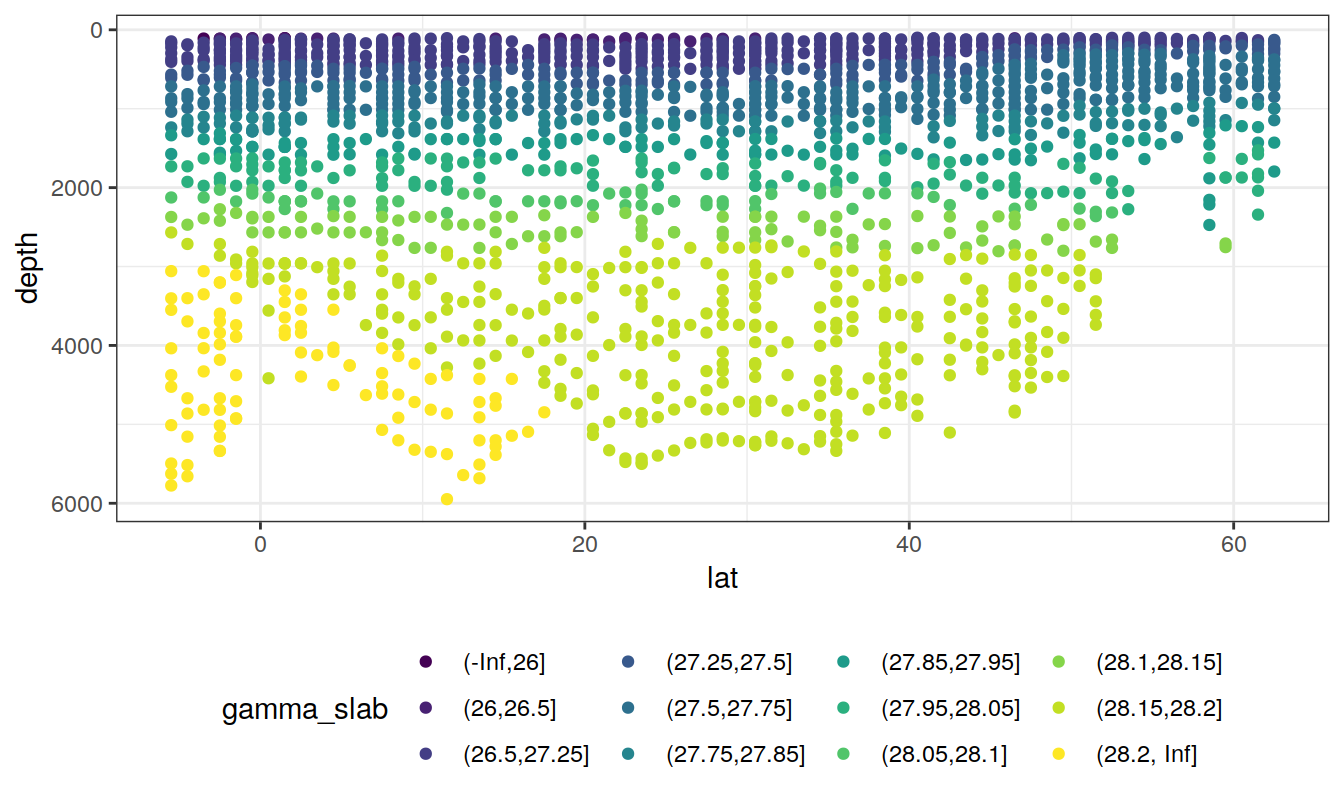 0
2000
4000
6000
depth
0 20 40 60
lat
gamma_slab
(-Inf,26] (27.25,27.5] (27.85,27.95] (28.1,28.15]
(26,26.5] (27.5,27.75] (27.95,28.05] (28.15,28.2]
(26.5,27.25] (27.75,27.85] (28.05,28.1] (28.2, Inf]